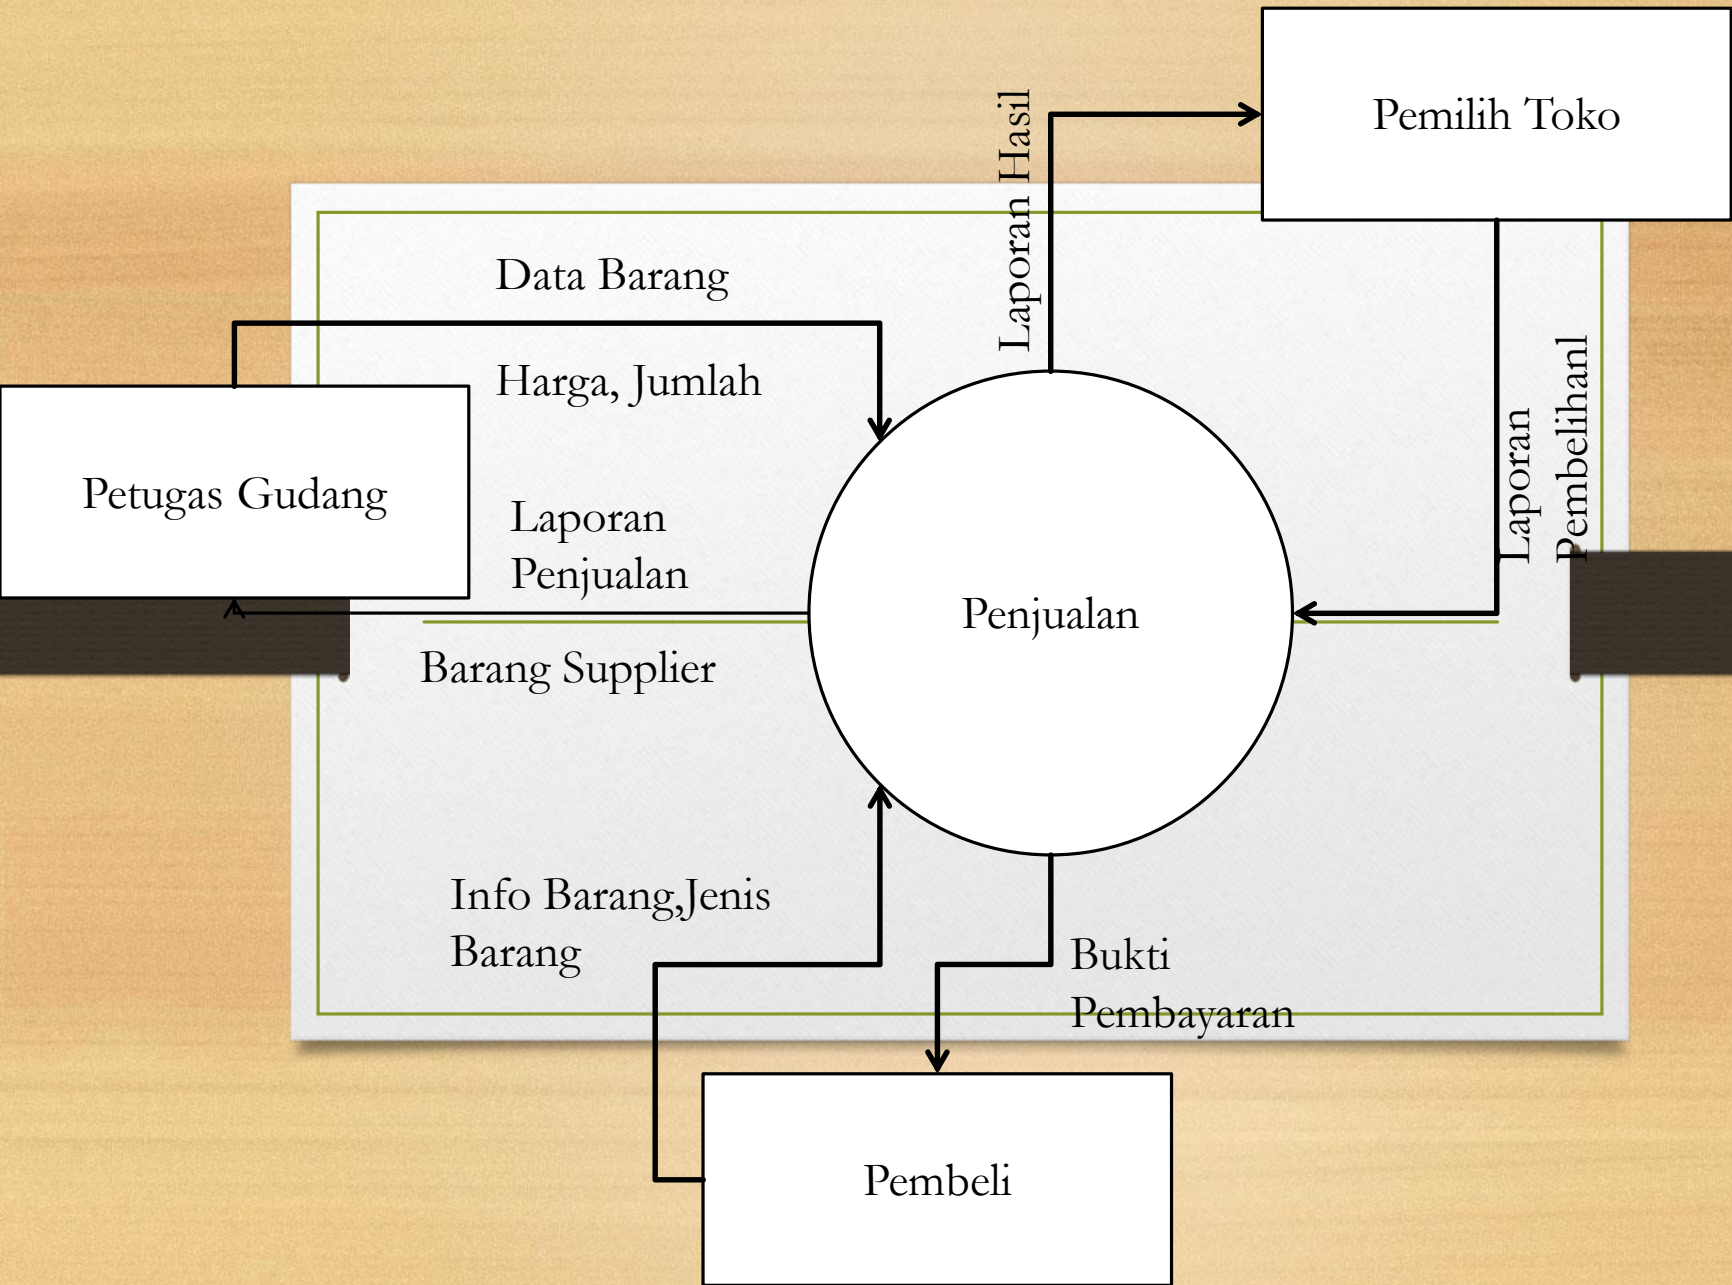 Pemilih Toko
Laporan Hasil
Data Barang
Harga, Jumlah
Laporan
Pembelihanl
Petugas Gudang
Laporan
Penjualan
Penjualan
Barang Supplier
Info Barang,Jenis
Barang
Bukti
Pembayaran
Pembeli